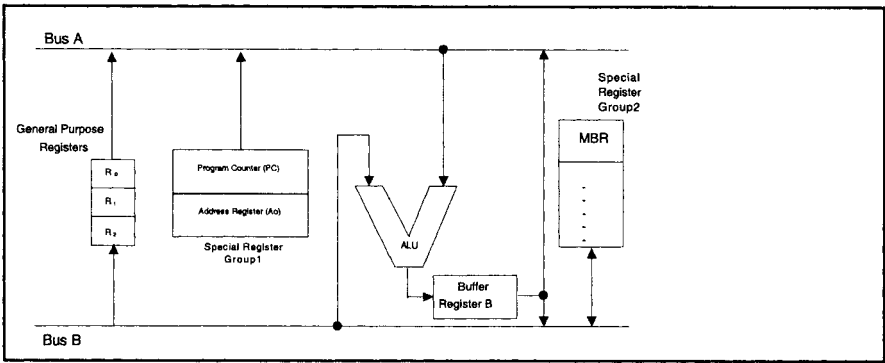 Bus A
Special
Register
Group2
General Purpose
Registers
MBR
Program Counter (PC)
R0
R1
Address Register (Ao)
R2
ALU
Special Register
Group1
Buffer
Register B
Bus B